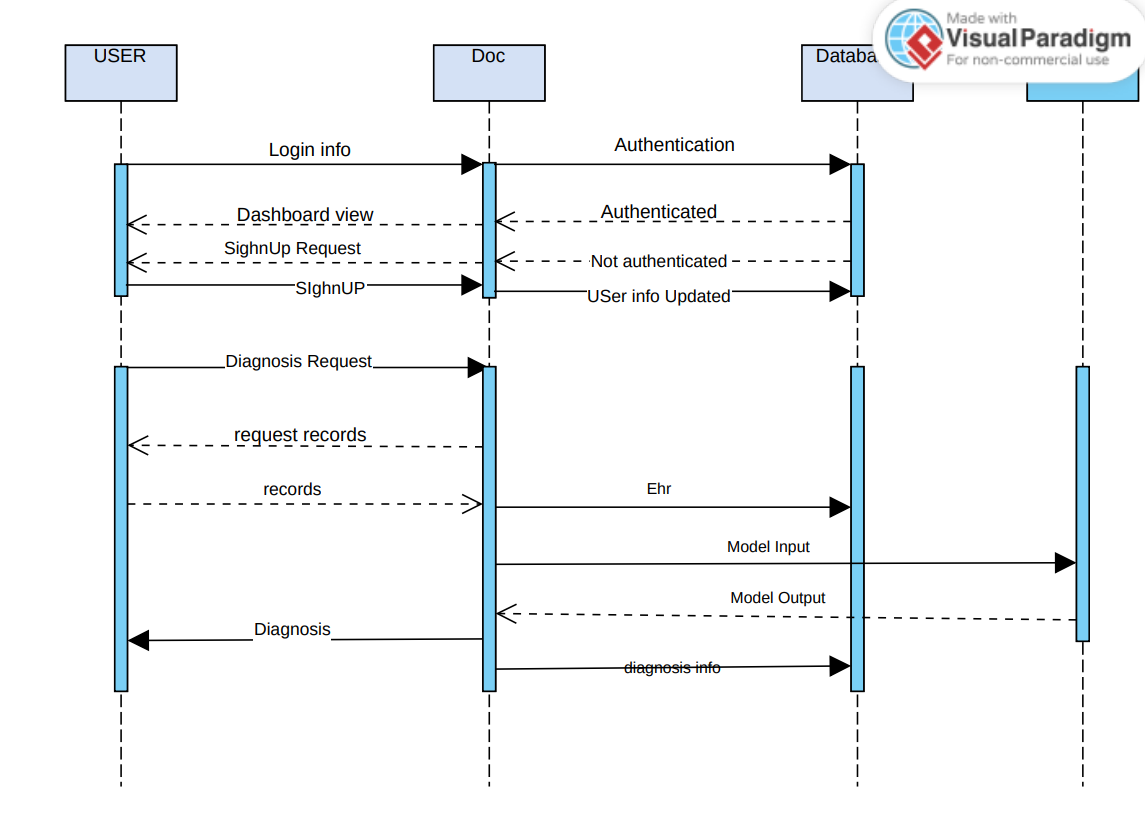 Made with
Visual Paradigm
For non-commercial use
USER
Doc
Databa
Login info
Authentication
Dashboard view
Authenticated
SighnUp Request
Not authenticated
SIghnUP
USer info Updated
Diagnosis Request
request records
records
Ehr
Model Input
Model Output
Diagnosis
diagnosis info